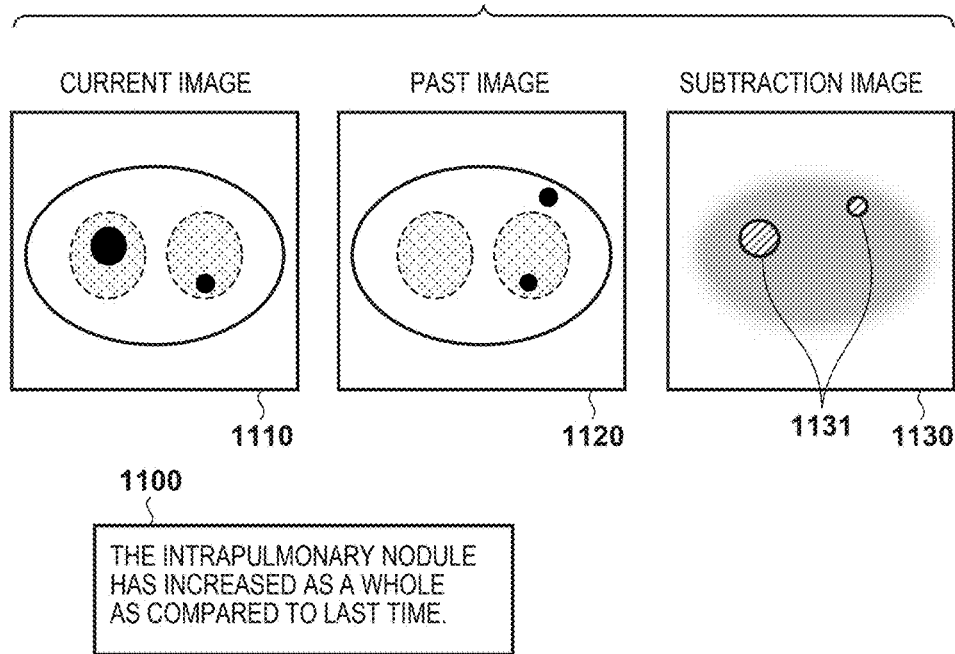 CURRENT IMAGE
PAST IMAGE
SUBTRACTION IMAGE
1110
1120
1131
1130
1100
THE INTRAPULMONARY NODULE
HAS INCREASED AS A WHOLE
AS COMPARED TO LAST TIME.